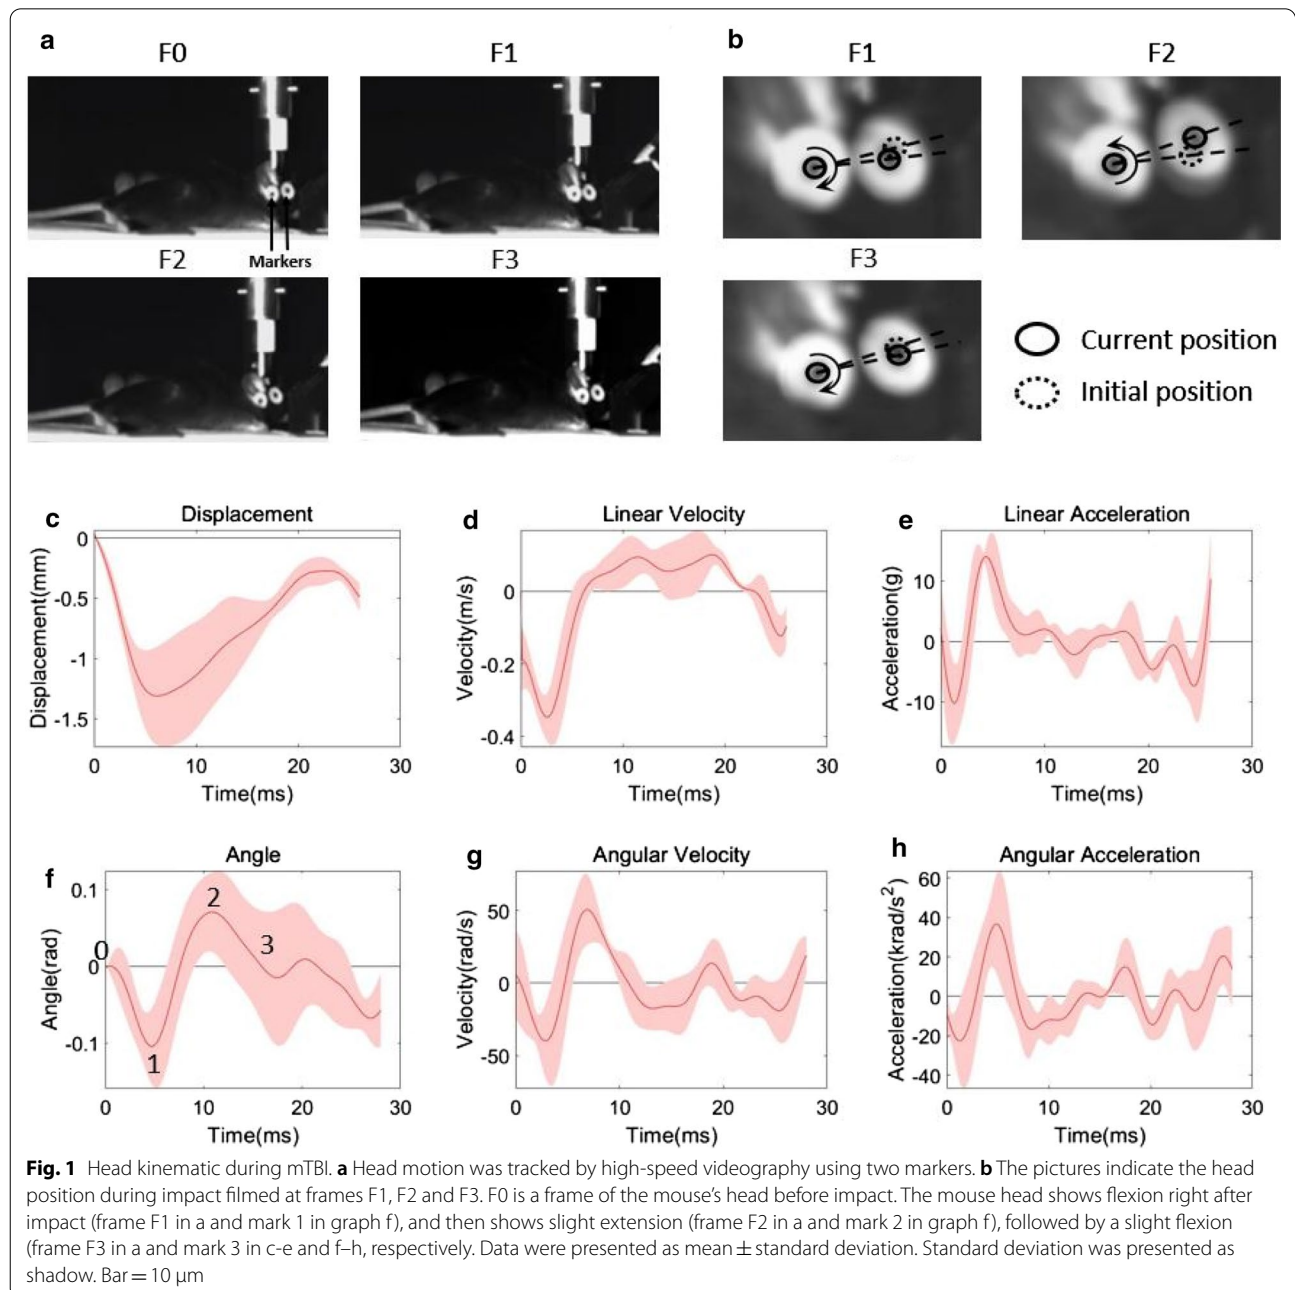 a
F0
F1
Markers
F2
F3
b
F1
F2
F3
Current position
Initial position
c
Displacement
Displacement(mm)
0
-0.5
-1
-1.5
0
10
20
30
Time(ms)
d
Linear Velocity
Velocity(m/s)
0
-0.2
-0.4
0
10
20
30
Time(ms)
e
Linear Acceleration
Acceleration(g)
10
0
-10
0
10
20
30
Time(ms)
f
Angle
Angle(rad)
0.1
0
-0.1
0
1
2
3
0
10
20
30
Time(ms)
g
Angular Velocity
Velocity(rad/s)
50
0
-50
0
10
20
30
Time(ms)
h
Angular Acceleration
Acceleration(krad/s²)
60
40
20
0
-20
-40
0
10
20
30
Time(ms)
Fig. 1 Head kinematic during mTBI. a Head motion was tracked by high-speed videography using two markers. b The pictures indicate the head
position during impact filmed at frames F1, F2 and F3. F0 is a frame of the mouse's head before impact. The mouse head shows flexion right after
impact (frame F1 in a and mark 1 in graph f), and then shows slight extension (frame F2 in a and mark 2 in graph f), followed by a slight flexion
(frame F3 in a and mark 3 in c-e and f–h, respectively. Data were presented as mean ± standard deviation. Standard deviation was presented as
shadow. Bar = 10 µm